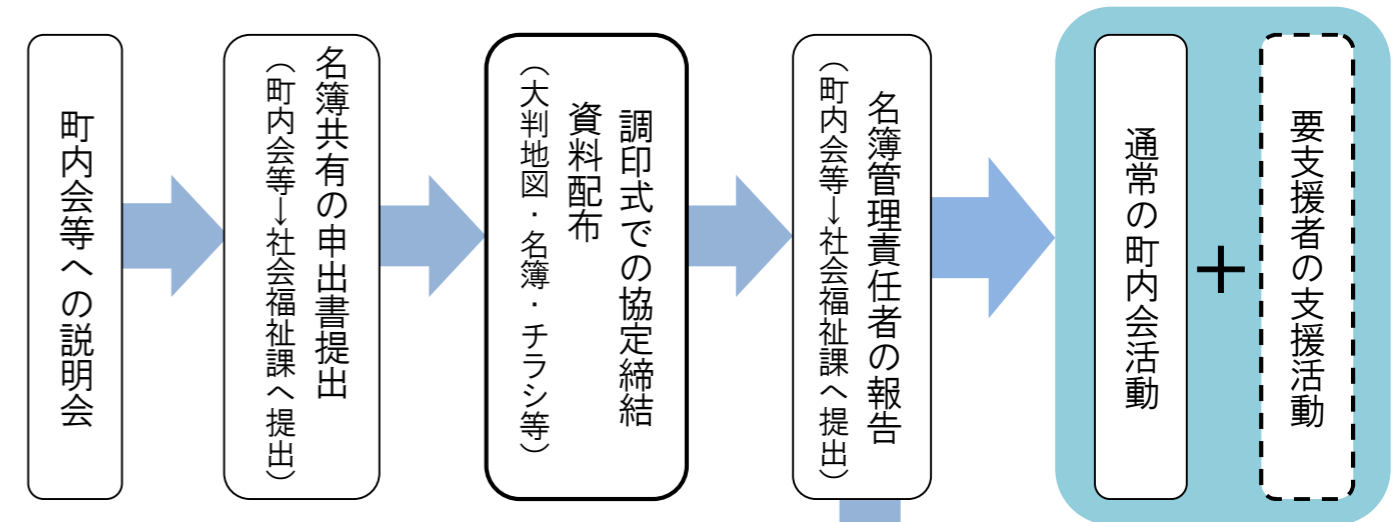 町内会等への説明会
名簿共有の申出書提出
（町内会等→社会福祉課へ提出）
調印式での協定締結
資料配布
（大判地図・名簿・チラシ等）
名簿管理責任者の報告
（町内会等→社会福祉課へ提出）
通常の町内会活動
＋
要支援者の支援活動